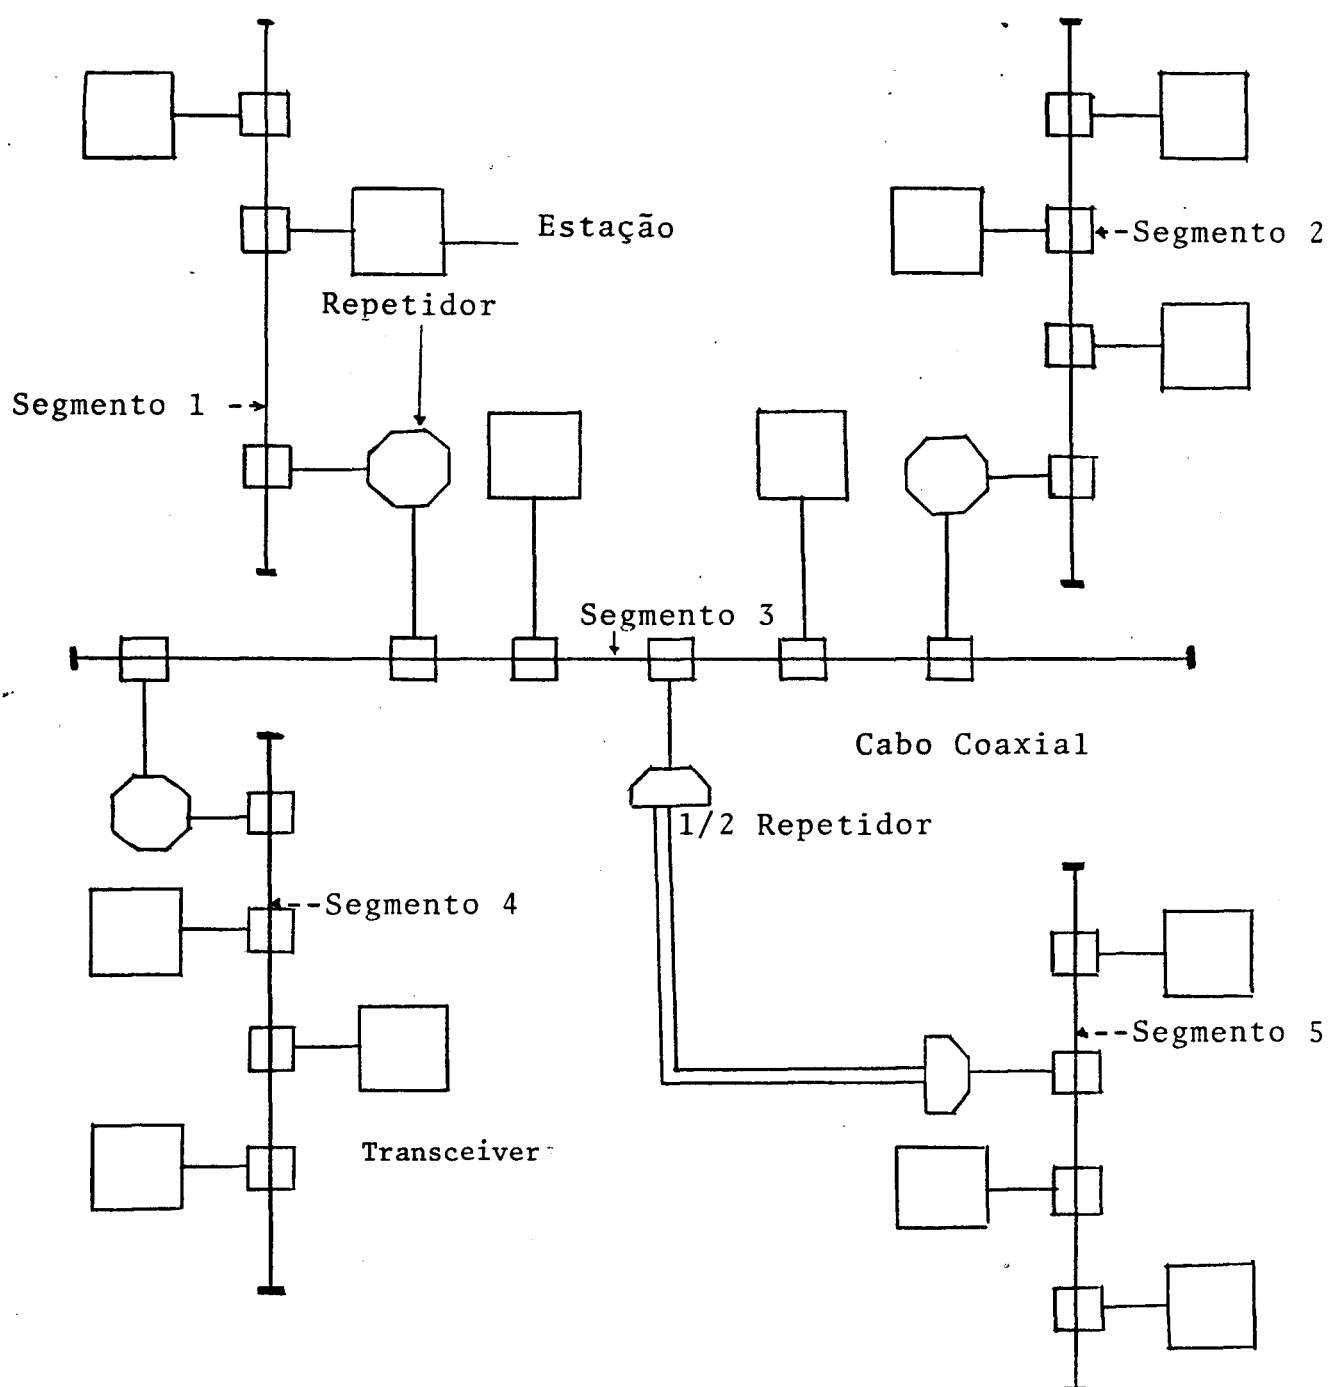 Estação
Segmento 2
Repetidor
Segmento 1
Segmento 3
Cabo Coaxial
1/2 Repetidor
Segmento 4
Segmento 5
Transceiver